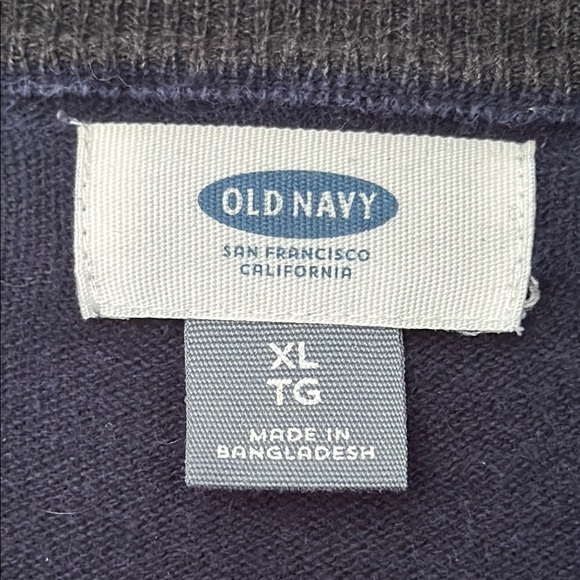 OLD NAVY
SAN FRANCISCO
CALIFORNIA
XL
TG
MADE IN
BANGLADESH